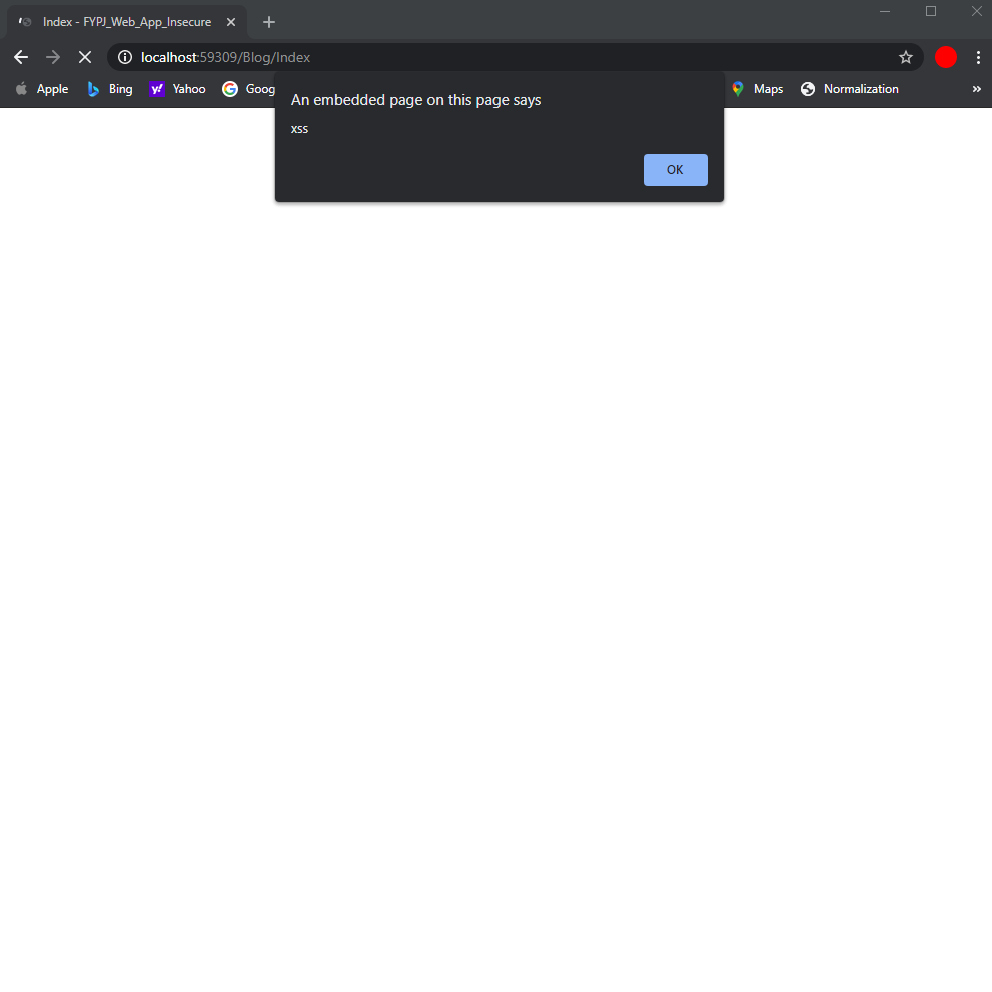 Index - FYPJ_Web_App_Insecure
localhost:59309/Blog/Index
Apple Bing Yahoo Goog Maps Normalization »
An embedded page on this page says
xss
OK